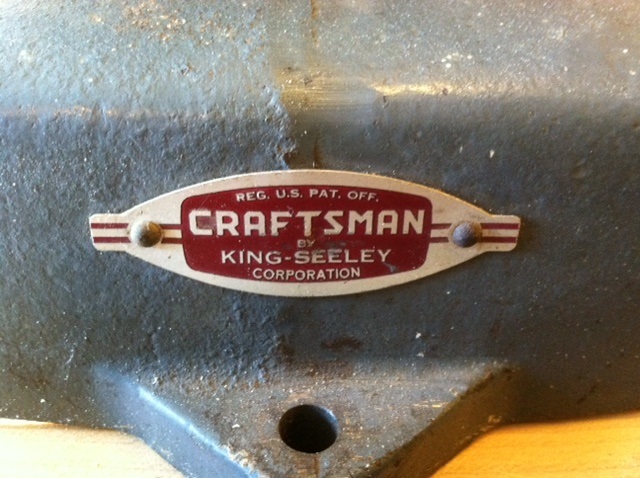 REG. U.S. PAT. OFF.
CRAFTSMAN
BY
KING-SEELEY
CORPORATION